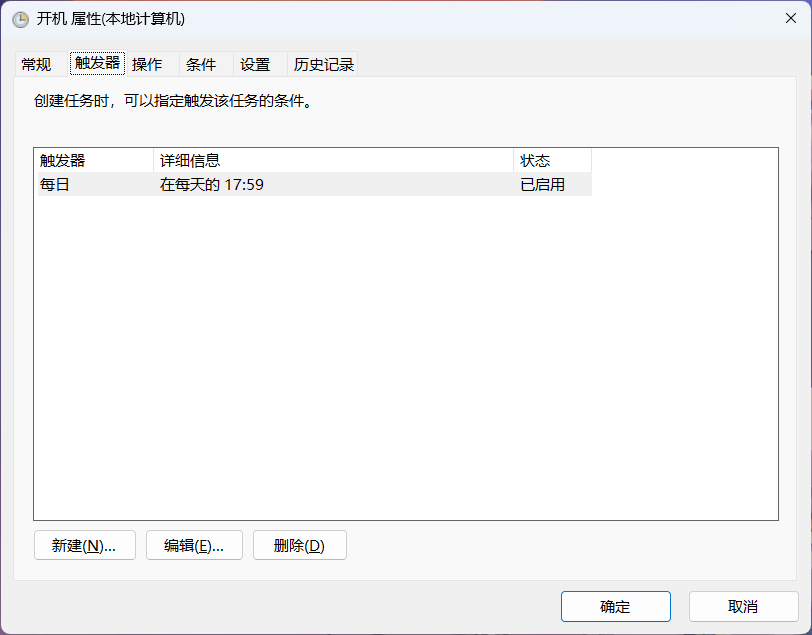 开机 属性(本地计算机)
常规 触发器 操作 条件 设置 历史记录
创建任务时，可以指定触发该任务的条件。
触发器 详细信息 状态
每日 在每天的 17:59 已启用
新建(N)... 编辑(E)... 删除(D)
确定 取消